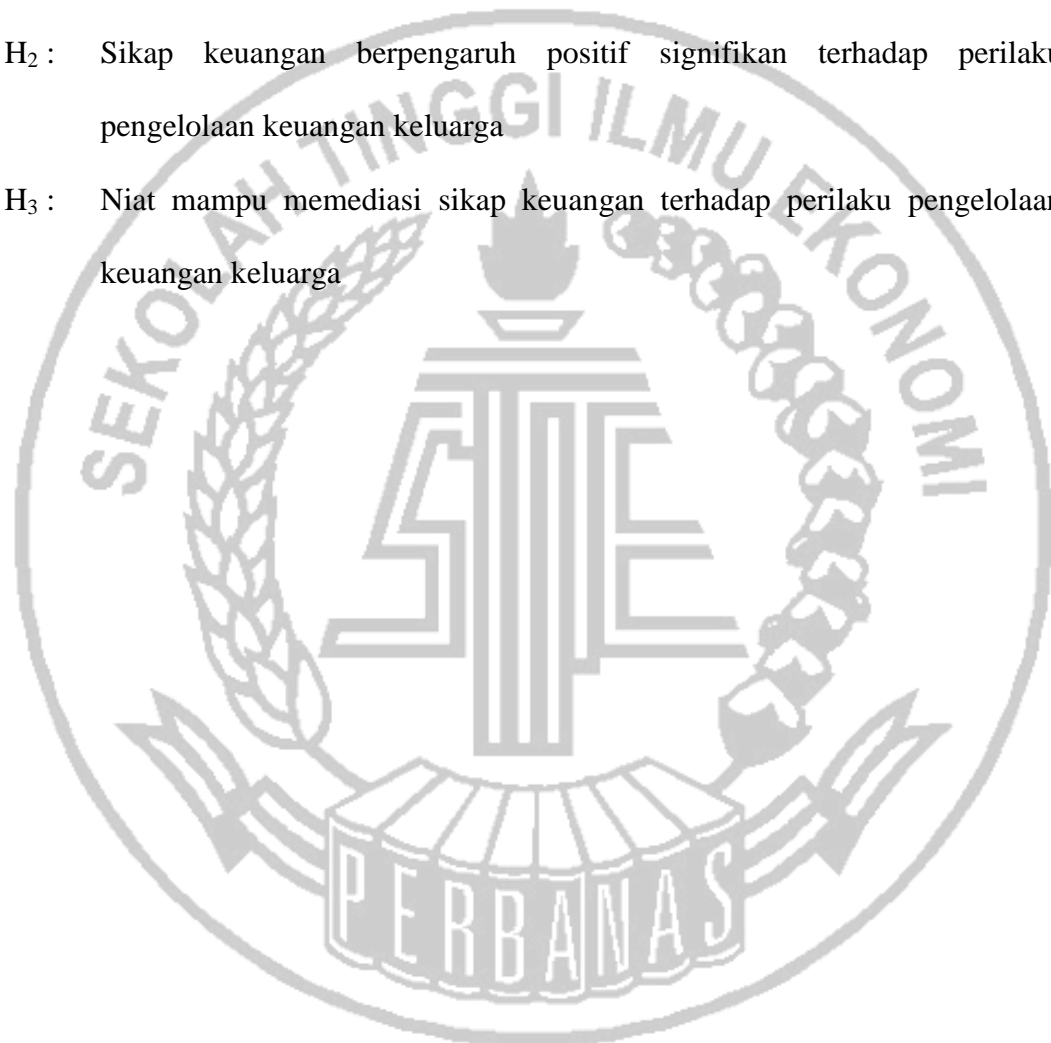 H₂ : Sikap keuangan berpengaruh positif signifikan terhadap perilaku
pengelolaan keuangan keluarga
H₃ : Niat mampu memediasi sikap keuangan terhadap perilaku pengelolaan
keuangan keluarga
SEKOLAH TINGGI ILMU EKONOMI
STIE
PERBANAS